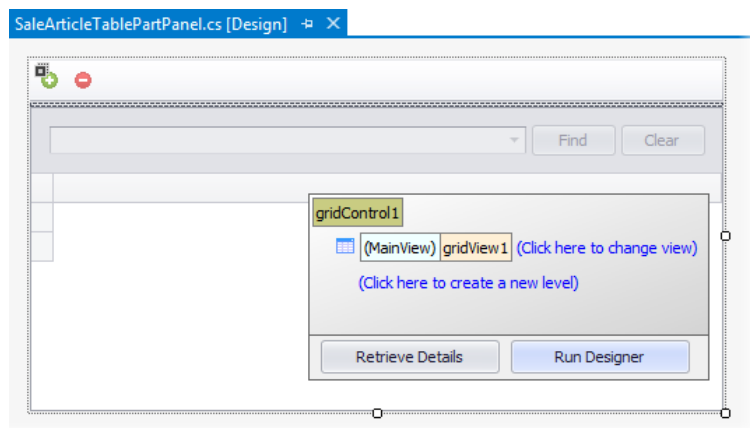 SaleArticleTablePartPanel.cs [Design]
Find Clear
gridControl1
(MainView) gridView1 (Click here to change view)
(Click here to create a new level)
Retrieve Details Run Designer